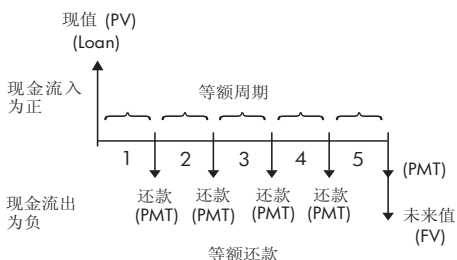 现值 (PV)
(Loan)
现金流入
为正
等额周期
1 2 3 4 5
(PMT)
现金流出
为负
还款 还款 还款 还款
(PMT) (PMT) (PMT) (PMT)
未来值
(FV)
等额还款